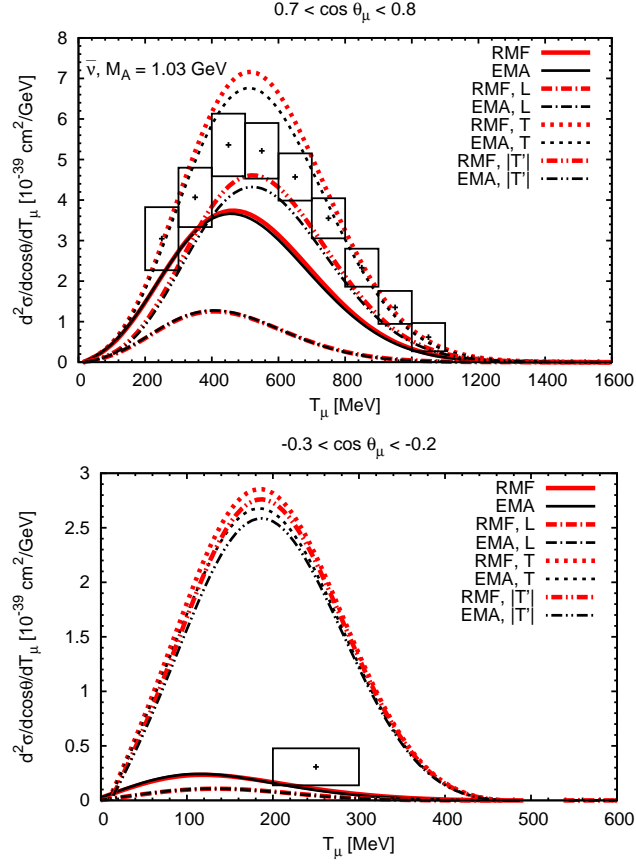 0.7 < cos θμ < 0.8
ν̅, MA = 1.03 GeV
RMF
EMA
RMF, L
EMA, L
RMF, T
EMA, T
RMF, |T'|
EMA, |T'|
8
7
6
5
4
3
2
1
0
d²σ/dcosθ/dTμ [10⁻³⁹ cm²/GeV]
0 200 400 600 800 1000 1200 1400 1600
Tμ [MeV]
-0.3 < cos θμ < -0.2
RMF
EMA
RMF, L
EMA, L
RMF, T
EMA, T
RMF, |T'|
EMA, |T'|
3
2.5
2
1.5
1
0.5
0
d²σ/dcosθ/dTμ [10⁻³⁹ cm²/GeV]
0 100 200 300 400 500 600
Tμ [MeV]